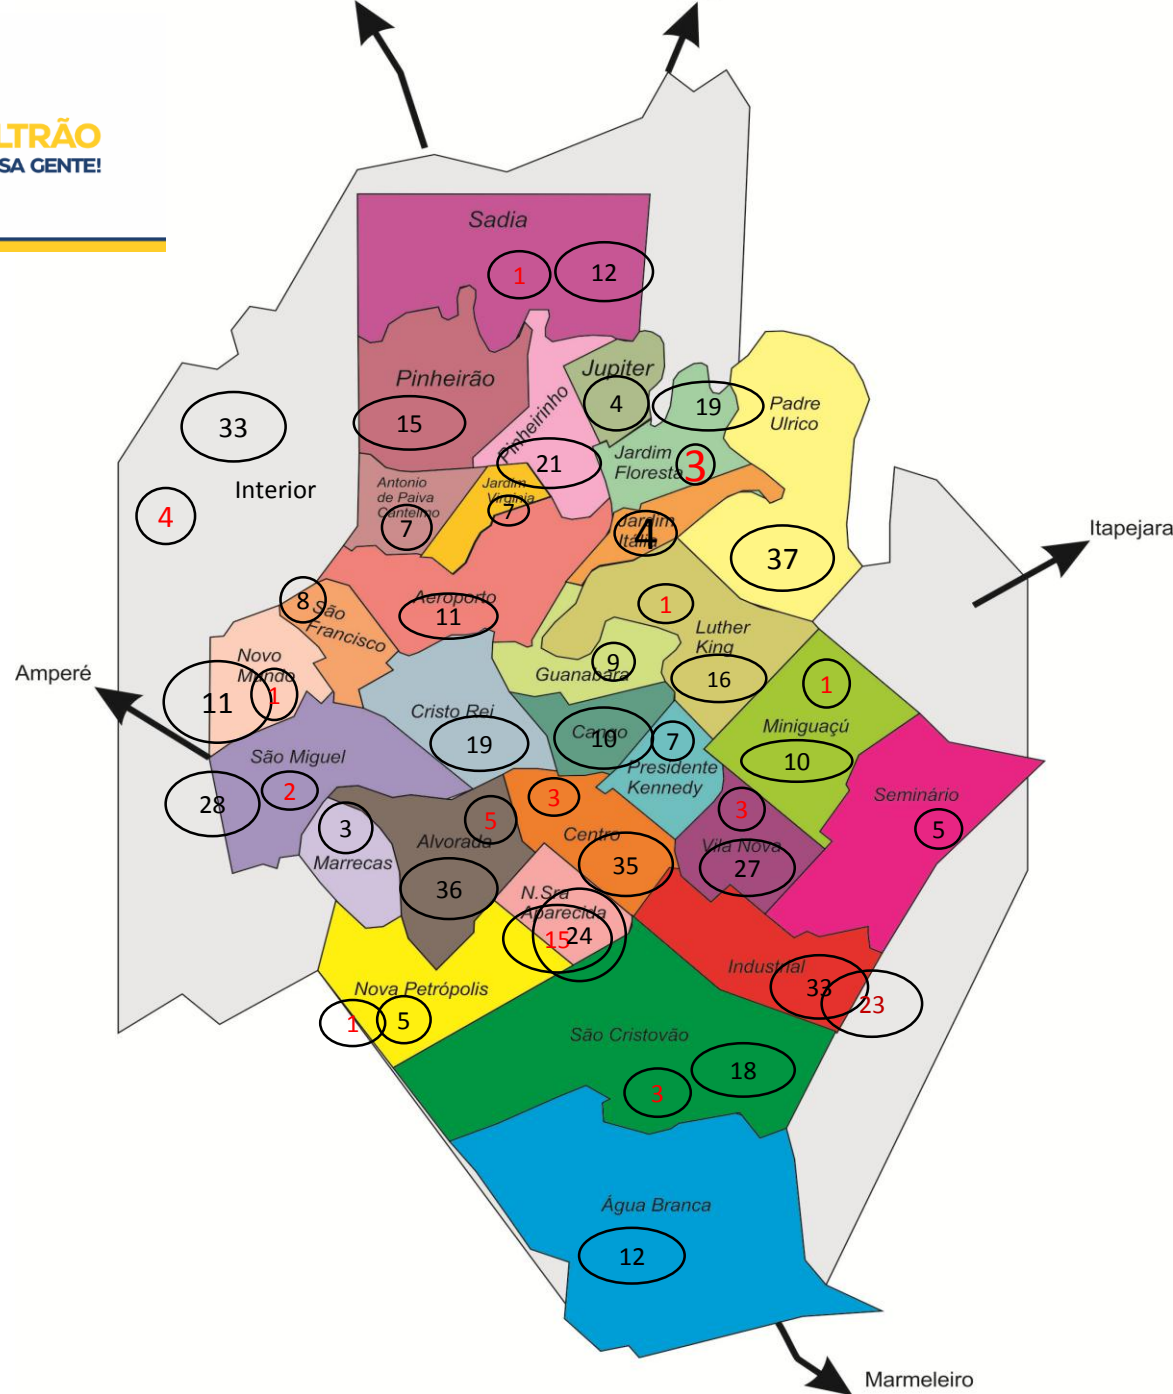 LTRÃO
SA GENTE!
Sadia
1
12
Pinheirão
15
Pinheirinho
21
Jupiter
4
19
Jardim
Floresta
3
Padre
Ulrico
37
33
Interior
4
Antonio
de Paiva
Cantelmo
7
Jardim
Virginia
7
Jardim
Itália
4
Itapejara
Aeroporto
11
8
São
Francisco
1
Luther
King
16
Novo
Mundo
11
1
Amperé
Guanabara
9
1
Miniguaçú
10
Cristo Rei
19
Cango
10
7
Presidente
Kennedy
São Miguel
28
2
3
Marrecas
5
Alvorada
36
3
Centro
35
3
Vila Nova
27
Seminário
5
N.Sra
Aparecida
15
24
Industrial
33
23
Nova Petrópolis
1
5
São Cristovão
18
3
Água Branca
12
Marmeleiro